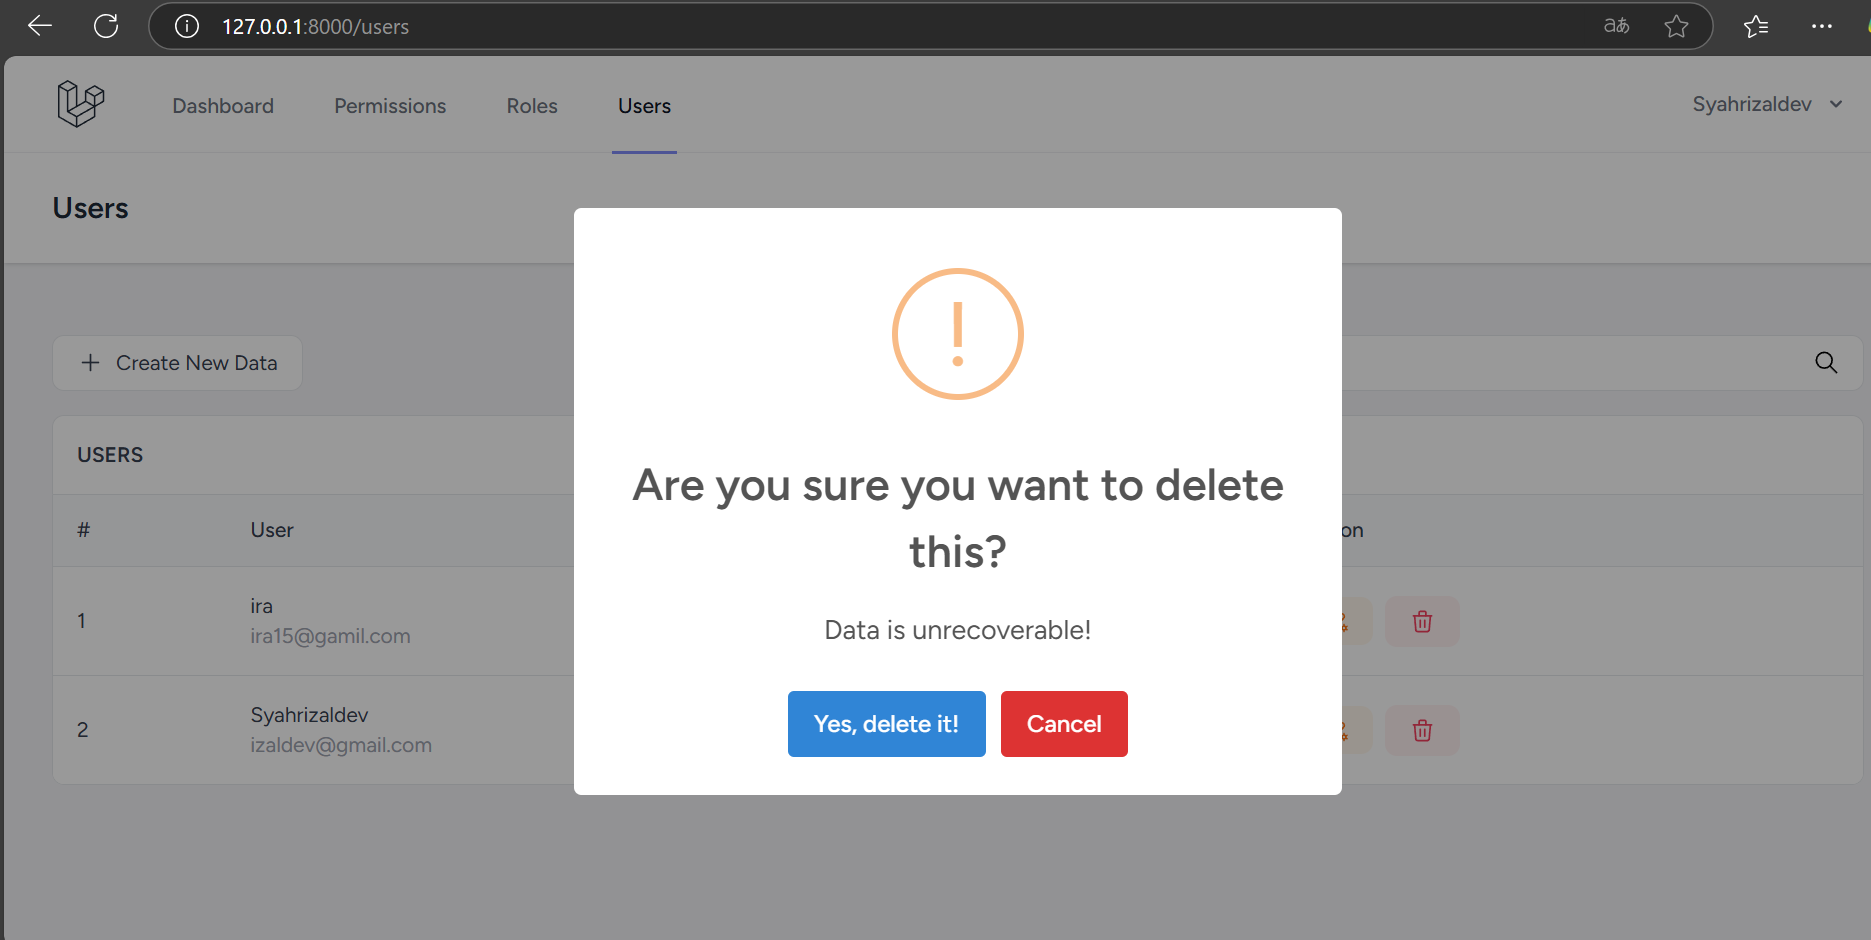 127.0.0.1:8000/users
Dashboard Permissions Roles Users Syahrizaldev
Users
Create New Data
USERS
# User
1 ira
ira15@gamil.com
2 Syahrizaldev
izaldev@gmail.com
!
Are you sure you want to delete
this?
Data is unrecoverable!
Yes, delete it! Cancel